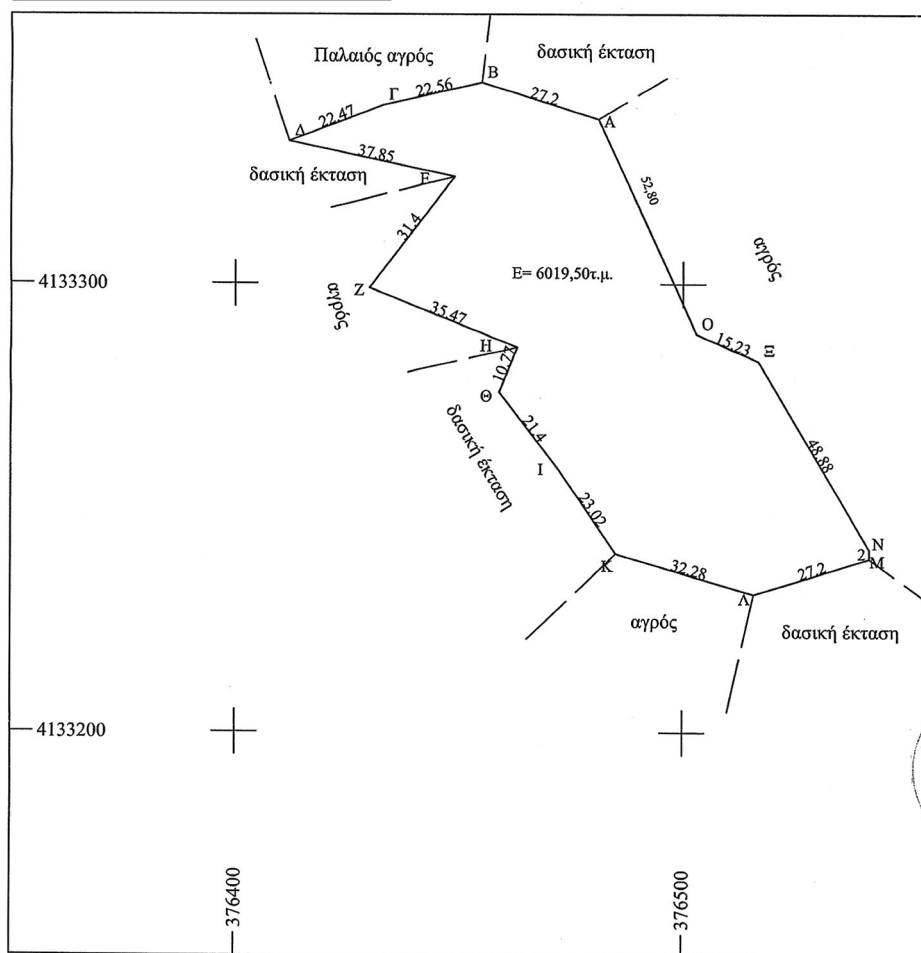 Παλαιός αγρός
δασική έκταση
Β
Γ
22.56
27.2
Α
22.47
Δ
37.85
δασική έκταση
Ε
52,80
31.4
αγρός
Ε= 6019,50τ.μ.
4133300
Ζ
αγρός
35.47
Ο
15.23
Ξ
Η
10.77
Θ
δασική έκταση
21.4
Ι
48.88
23.02
Κ
32.28
Ν
2
Μ
27.2
Λ
αγρός
δασική έκταση
4133200
376400
376500